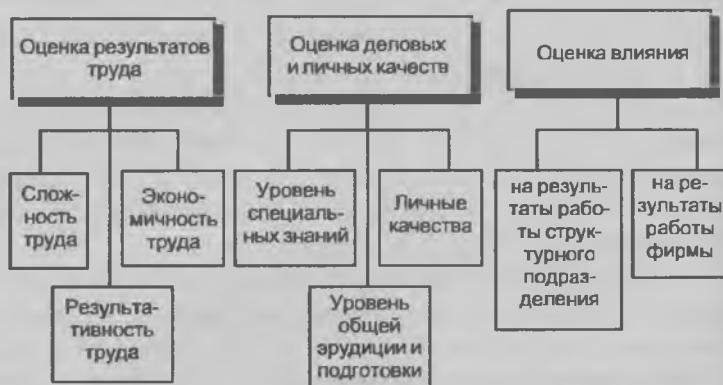 Оценка результатов
труда
Оценка деловых
и личных качеств
Оценка влияния
Слож-
ность
труда
Эконо-
мичность
труда
Результа-
тивность
труда
Уровень
специаль-
ных знаний
Личные
качества
Уровень
общей
эрудиции и
подготовки
на резуль-
таты рабо-
ты струк-
турного
подраз-
деления
на ре-
зультаты
работы
фирмы